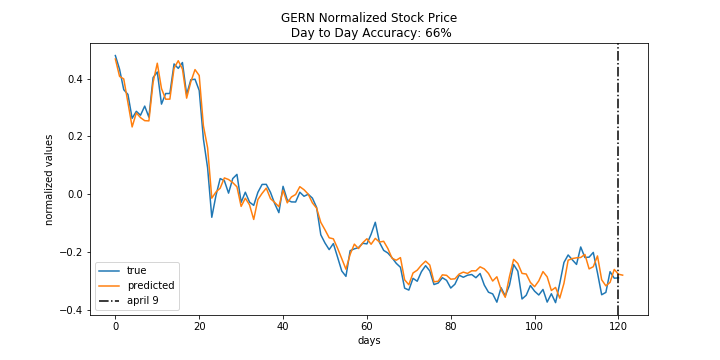 GERN Normalized Stock Price
Day to Day Accuracy: 66%
normalized values
0.4
0.2
0.0
−0.2
−0.4
true
predicted
april 9
0 20 40 60 80 100 120
days